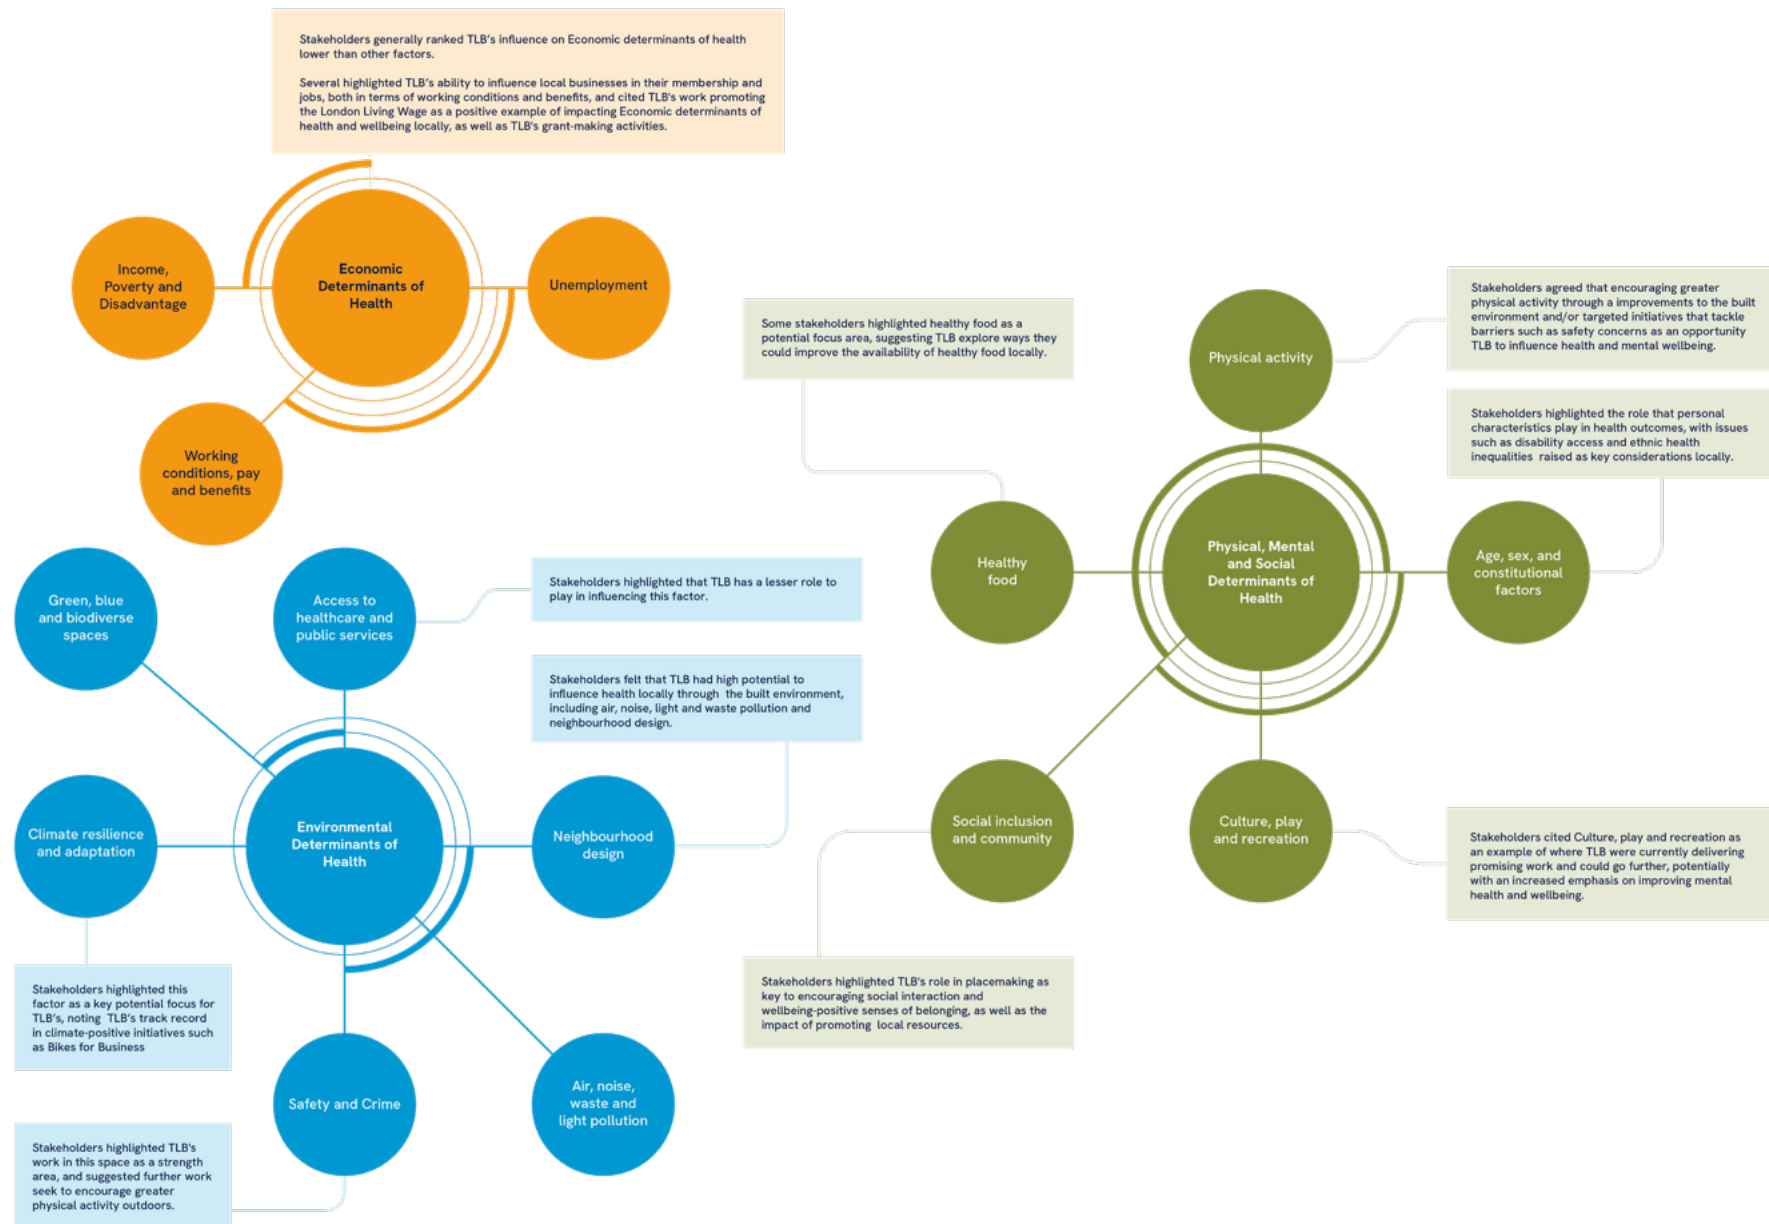 Stakeholders generally ranked TLB's influence on Economic determinants of health
lower than other factors.
Several highlighted TLB's ability to influence local businesses in their membership and
jobs, both in terms of working conditions and benefits, and cited TLB's work promoting
the London Living Wage as a positive example of impacting Economic determinants of
health and wellbeing locally, as well as TLB's grant-making activities.
Economic
Determinants of
Health
Income,
Poverty and
Disadvantage
Unemployment
Working
conditions, pay
and benefits
Green, blue
and biodiverse
spaces
Access to
healthcare and
public services
Stakeholders highlighted that TLB has a lesser role to
play in influencing this factor.
Stakeholders felt that TLB had high potential to
influence health locally through the built environment,
including air, noise, light and waste pollution and
neighbourhood design.
Climate resilience
and adaptation
Environmental
Determinants of
Health
Neighbourhood
design
Stakeholders highlighted this
factor as a key potential focus for
TLB's, noting TLB's track record
in climate-positive initiatives such
as Bikes for Business
Safety and Crime
Air, noise,
waste and
light pollution
Stakeholders highlighted TLB's
work in this space as a strength
area, and suggested further work
seek to encourage greater
physical activity outdoors.
Some stakeholders highlighted healthy food as a
potential focus area, suggesting TLB explore ways they
could improve the availability of healthy food locally.
Physical activity
Stakeholders agreed that encouraging greater
physical activity through a improvements to the built
environment and/or targeted initiatives that tackle
barriers such as safety concerns as an opportunity
TLB to influence health and mental wellbeing.
Stakeholders highlighted the role that personal
characteristics play in health outcomes, with issues
such as disability access and ethnic health
inequalities raised as key considerations locally.
Healthy
food
Physical, Mental
and Social
Determinants of
Health
Age, sex, and
constitutional
factors
Social inclusion
and community
Culture, play
and recreation
Stakeholders cited Culture, play and recreation as
an example of where TLB were currently delivering
promising work and could go further, potentially
with an increased emphasis on improving mental
health and wellbeing.
Stakeholders highlighted TLB's role in placemaking as
key to encouraging social interaction and
wellbeing-positive senses of belonging, as well as the
impact of promoting local resources.